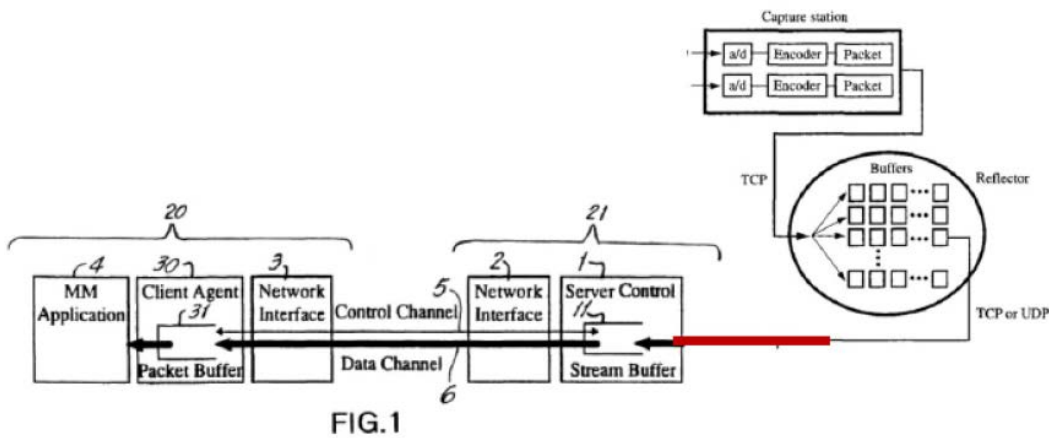 Capture station
a/d Encoder Packet
a/d Encoder Packet
TCP
Buffers
Reflector
TCP or UDP
20
21
4
30
3
2
1
MM
Application
Client Agent
31
Packet Buffer
Network
Interface
5
Control Channel
Data Channel
6
Network
Interface
Server Control
11
Stream Buffer
FIG.1